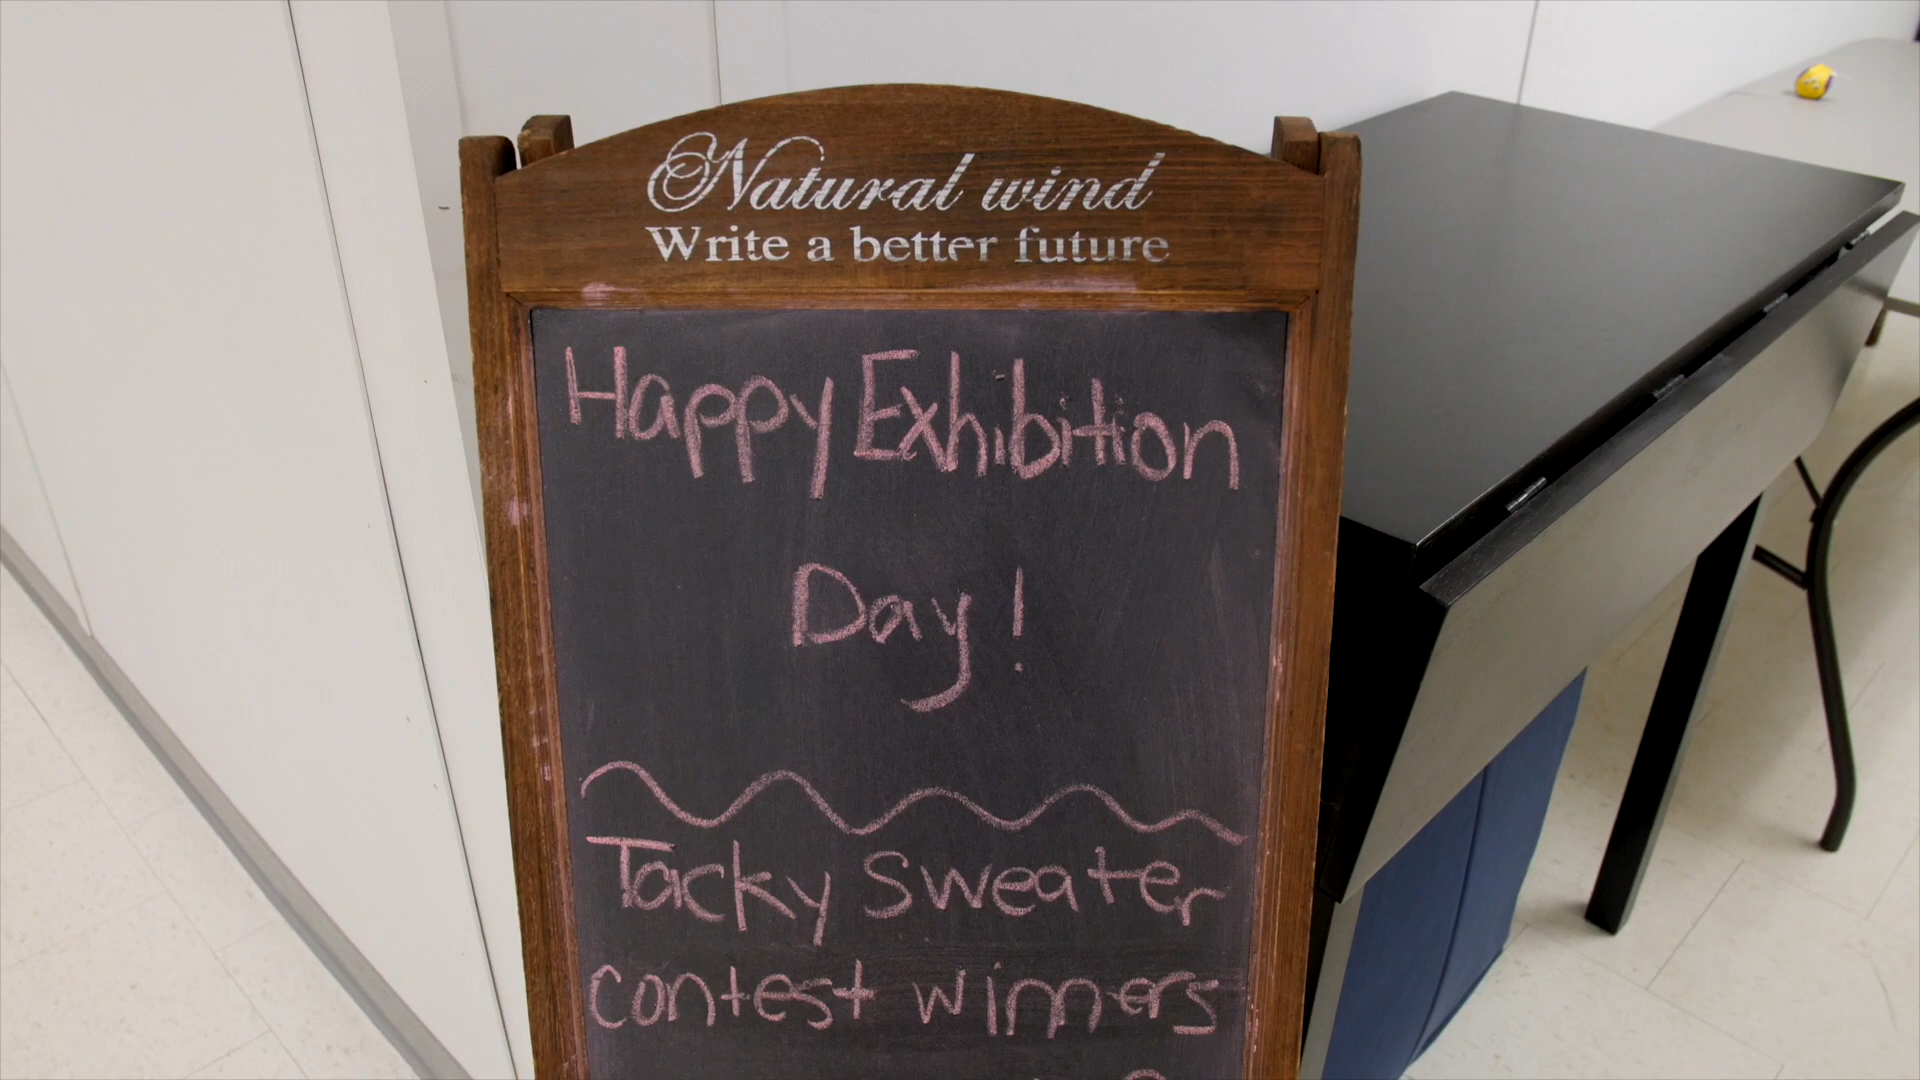 Natural wind
Write a better future
Happy Exhibition
Day!
Tacky Sweater
contest winners